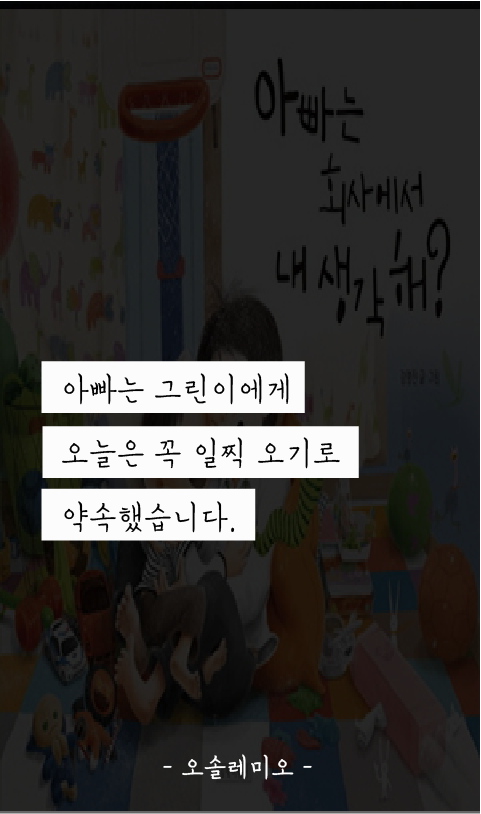 아빠는
회사에서
내 생각 해?
아빠는 그린이에게
오늘은 꼭 일찍 오기로
약속했습니다.
- 오솔레미오 -